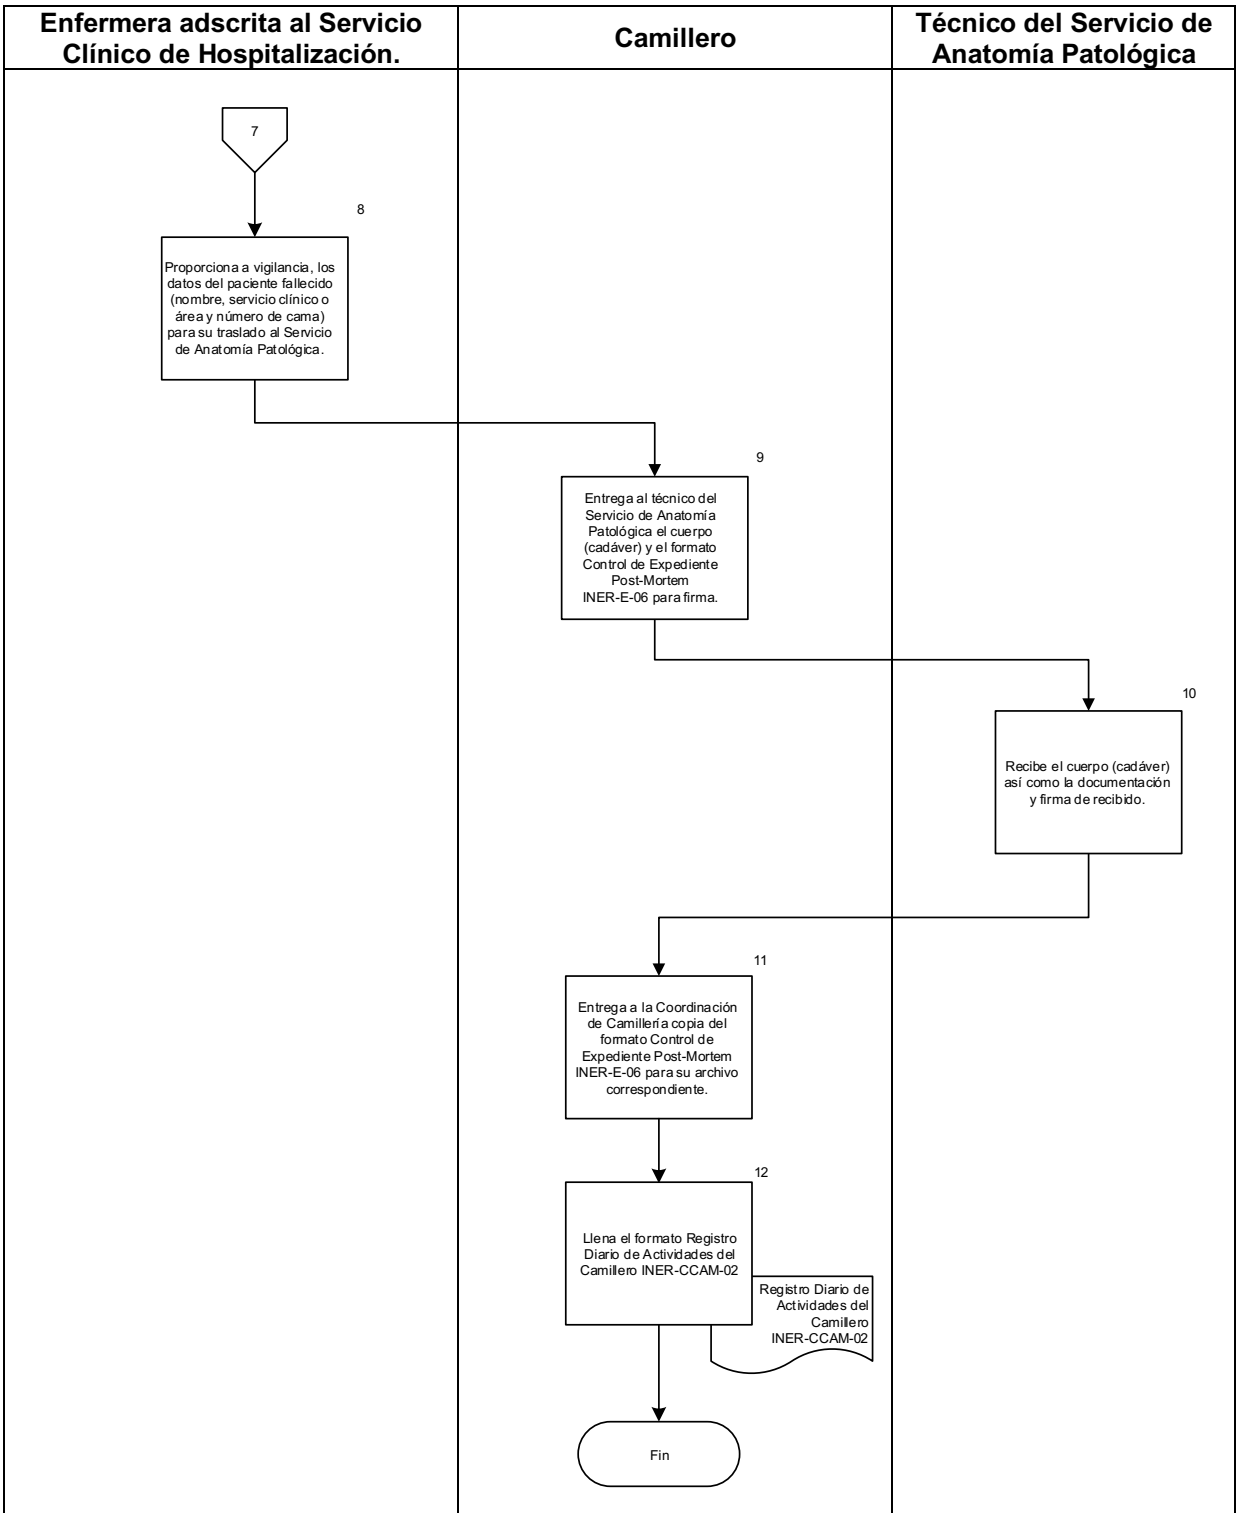 Enfermera adscrita al Servicio
Clínico de Hospitalización.
Camillero
Técnico del Servicio de
Anatomía Patológica
7
8
Proporciona a vigilancia, los
datos del paciente fallecido
(nombre, servicio clínico o
área y número de cama)
para su traslado al Servicio
de Anatomía Patológica.
9
Entrega al técnico del
Servicio de Anatomía
Patológica el cuerpo
(cadáver) y el formato
Control de Expediente
Post-Mortem
INER-E-06 para firma.
10
Recibe el cuerpo (cadáver)
así como la documentación
y firma de recibido.
11
Entrega a la Coordinación
de Camillería copia del
formato Control de
Expediente Post-Mortem
INER-E-06 para su archivo
correspondiente.
12
Llena el formato Registro
Diario de Actividades del
Camillero INER-CCAM-02
Registro Diario de
Actividades del
Camillero
INER-CCAM-02
Fin